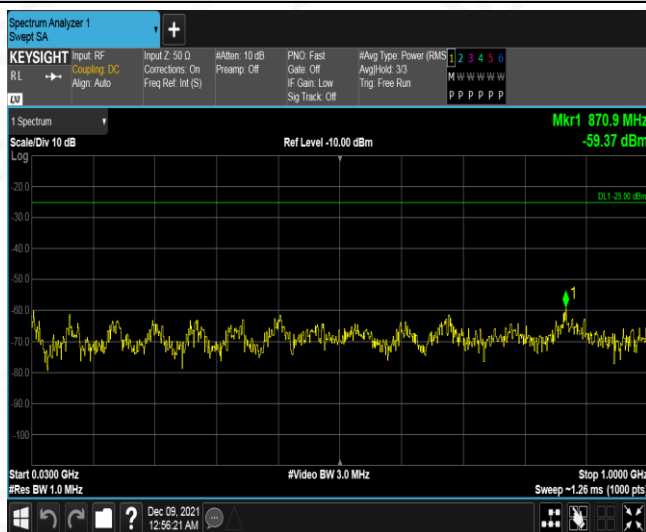 Spectrum Analyzer 1
Swept SA
+
KEYSIGHT
RL
LXI
Input: RF
Coupling: DC
Align: Auto
Input Z: 50 Ω
Corrections: On
Freq Ref: Int (S)
#Atten: 10 dB
Preamp: Off
PNO: Fast
Gate: Off
IF Gain: Low
Sig Track: Off
#Avg Type: Power (RMS
Avg|Hold: 3/3
Trig: Free Run
1 2 3 4 5 6
M W W W W W
P P P P P P
1 Spectrum
Scale/Div 10 dB
Ref Level -10.00 dBm
Mkr1 870.9 MHz
-59.37 dBm
Log
DL1 -25.00 dBm
-20.0
-30.0
-40.0
-50.0
1
-60.0
-70.0
-80.0
-90.0
-100
Start 0.0300 GHz
#Res BW 1.0 MHz
#Video BW 3.0 MHz
Stop 1.0000 GHz
Sweep ~1.26 ms (1000 pts)
?
Dec 09, 2021
12:56:21 AM